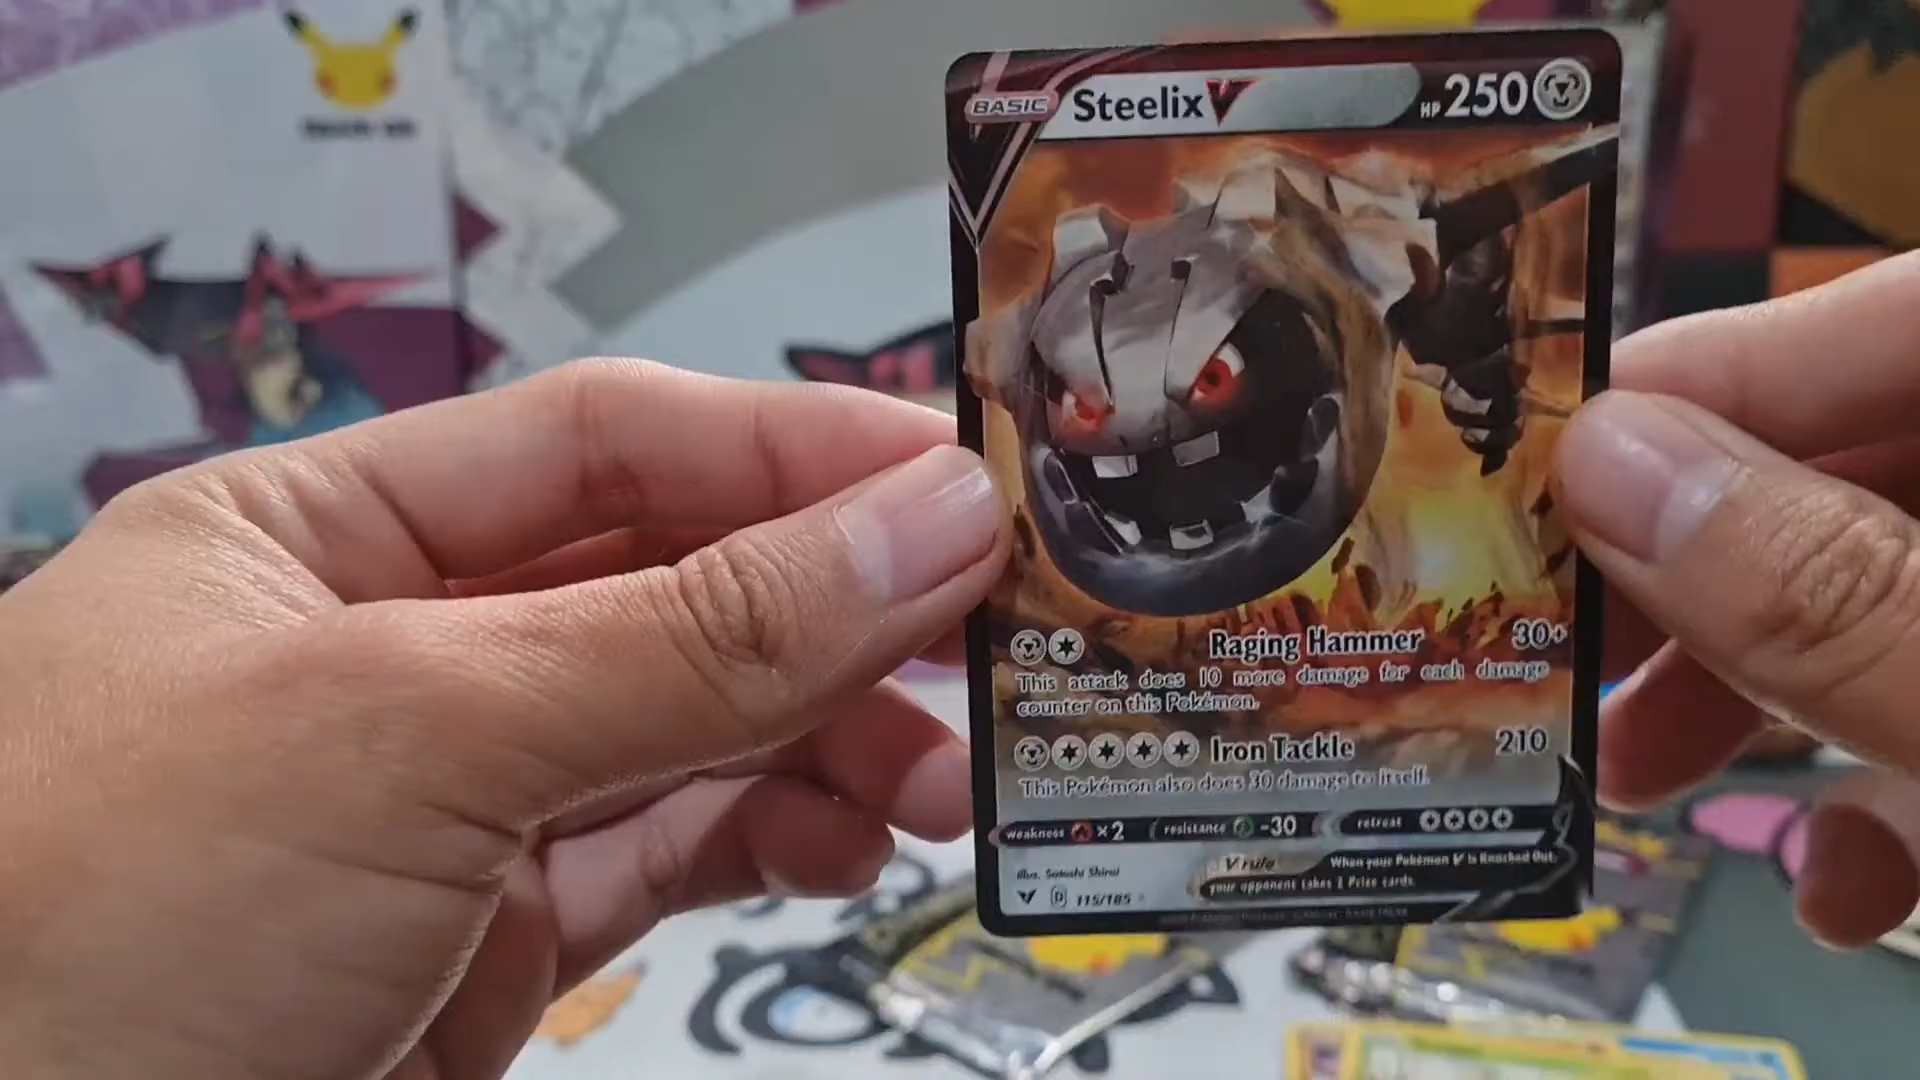 BASIC Steelix V HP 250
Raging Hammer 30+
This attack does 10 more damage for each damage
counter on this Pokémon.
Iron Tackle 210
This Pokémon also does 30 damage to itself.
weakness ×2 resistance -30 retreat
Illus. Satoshi Shirai
V rule When your Pokémon V is Knocked Out,
your opponent takes 2 Prize cards.
D 115/185